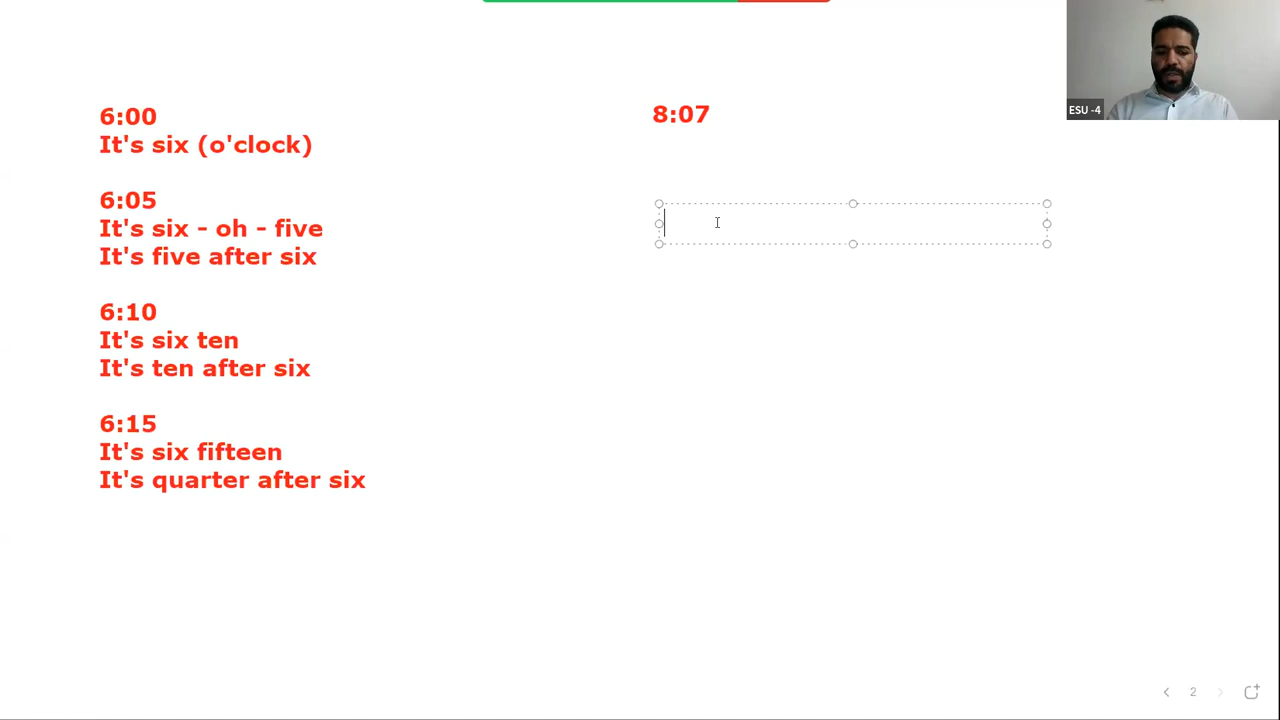 6:00
It's six (o'clock)
6:05
It's six - oh - five
It's five after six
6:10
It's six ten
It's ten after six
6:15
It's six fifteen
It's quarter after six
8:07
ESU -4
2